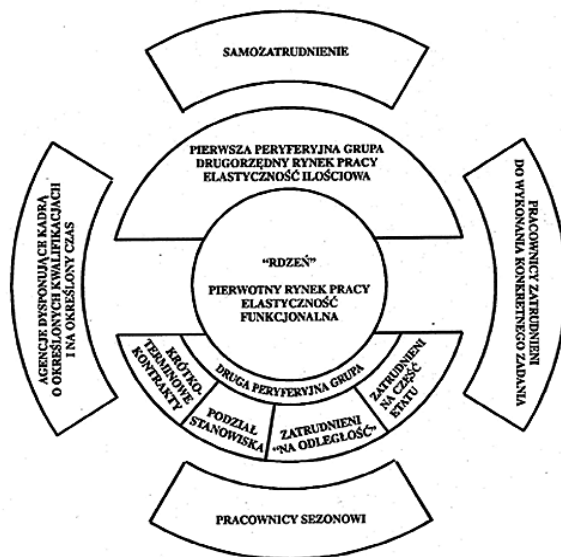 SAMOZATRUDNIENIE
PIERWSZA PERYFERYJNA GRUPA
DRUGORZĘDNY RYNEK PRACY
ELASTYCZNOŚĆ ILOŚCIOWA
AGENCJE DYSPONUJĄCE KADRĄ
O OKREŚLONYCH KWALIFIKACJACH
I NA OKREŚLONY CZAS
"RDZEŃ"
PIERWOTNY RYNEK PRACY
ELASTYCZNOŚĆ
FUNKCJONALNA
PRACOWNICY ZATRUDNIENI
DO WYKONANIA KONKRETNEGO ZADANIA
DRUGA PERYFERYJNA GRUPA
KRÓTKO-
TERMINOWE
KONTRAKTY
PODZIAŁ
STANOWISKA
ZATRUDNIENI
"NA ODLEGŁOŚĆ"
ZATRUDNIENI
NA CZĘŚĆ
ETATU
PRACOWNICY SEZONOWI